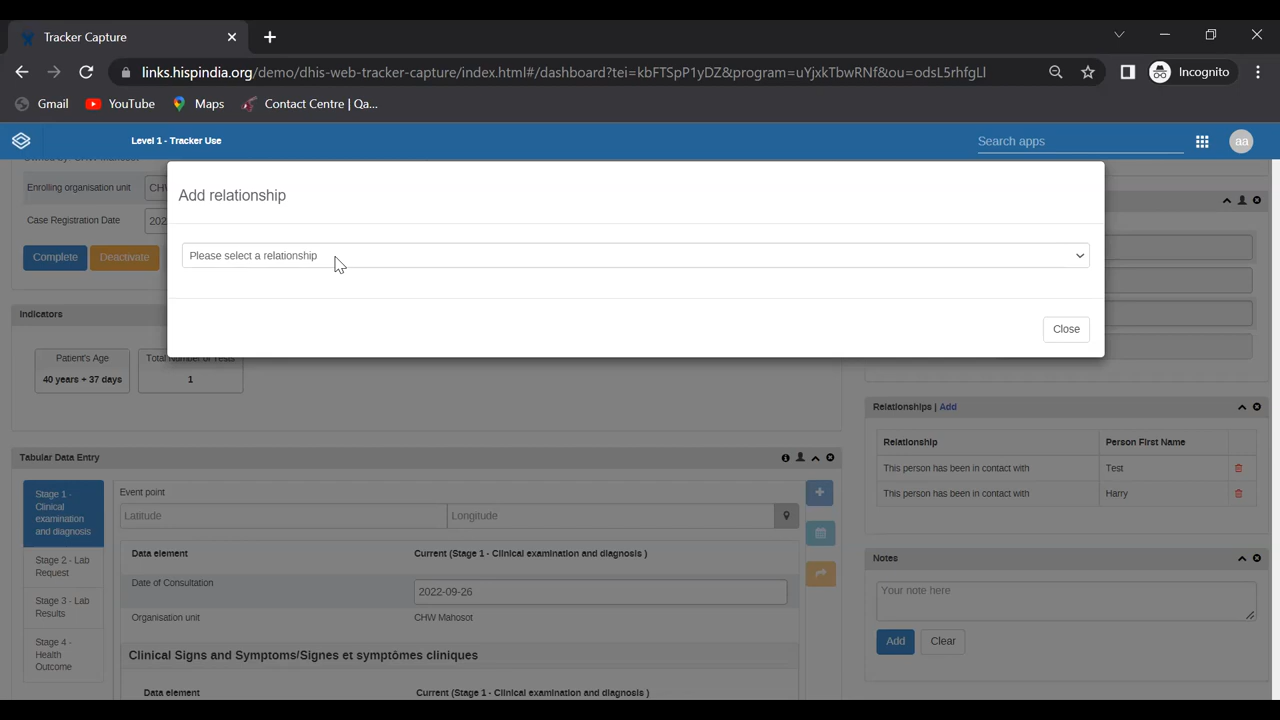 Tracker Capture
links.hispindia.org/demo/dhis-web-tracker-capture/index.html#/dashboard?tei=kbFTSpP1yDZ&program=uYjxkTbwRNf&ou=odsL5rhfgLl
Incognito
Gmail
YouTube
Maps
Contact Centre | Qa...
Level 1 - Tracker Use
Search apps
aa
Add relationship
Please select a relationship
Close
Enrolling organisation unit
Case Registration Date
202
Complete
Deactivate
Indicators
Patient's Age
40 years + 37 days
Total Number of Tests
1
Relationships | Add
Relationship
Person First Name
This person has been in contact with
Test
This person has been in contact with
Harry
Tabular Data Entry
Stage 1 -
Clinical
examination
and diagnosis
Stage 2 - Lab
Request
Stage 3 - Lab
Results
Stage 4 -
Health
Outcome
Event point
Latitude
Longitude
Data element
Current (Stage 1 - Clinical examination and diagnosis )
Date of Consultation
2022-09-26
Organisation unit
CHW Mahosot
Clinical Signs and Symptoms/Signes et symptômes cliniques
Data element
Current (Stage 1 - Clinical examination and diagnosis )
Notes
Your note here
Add
Clear